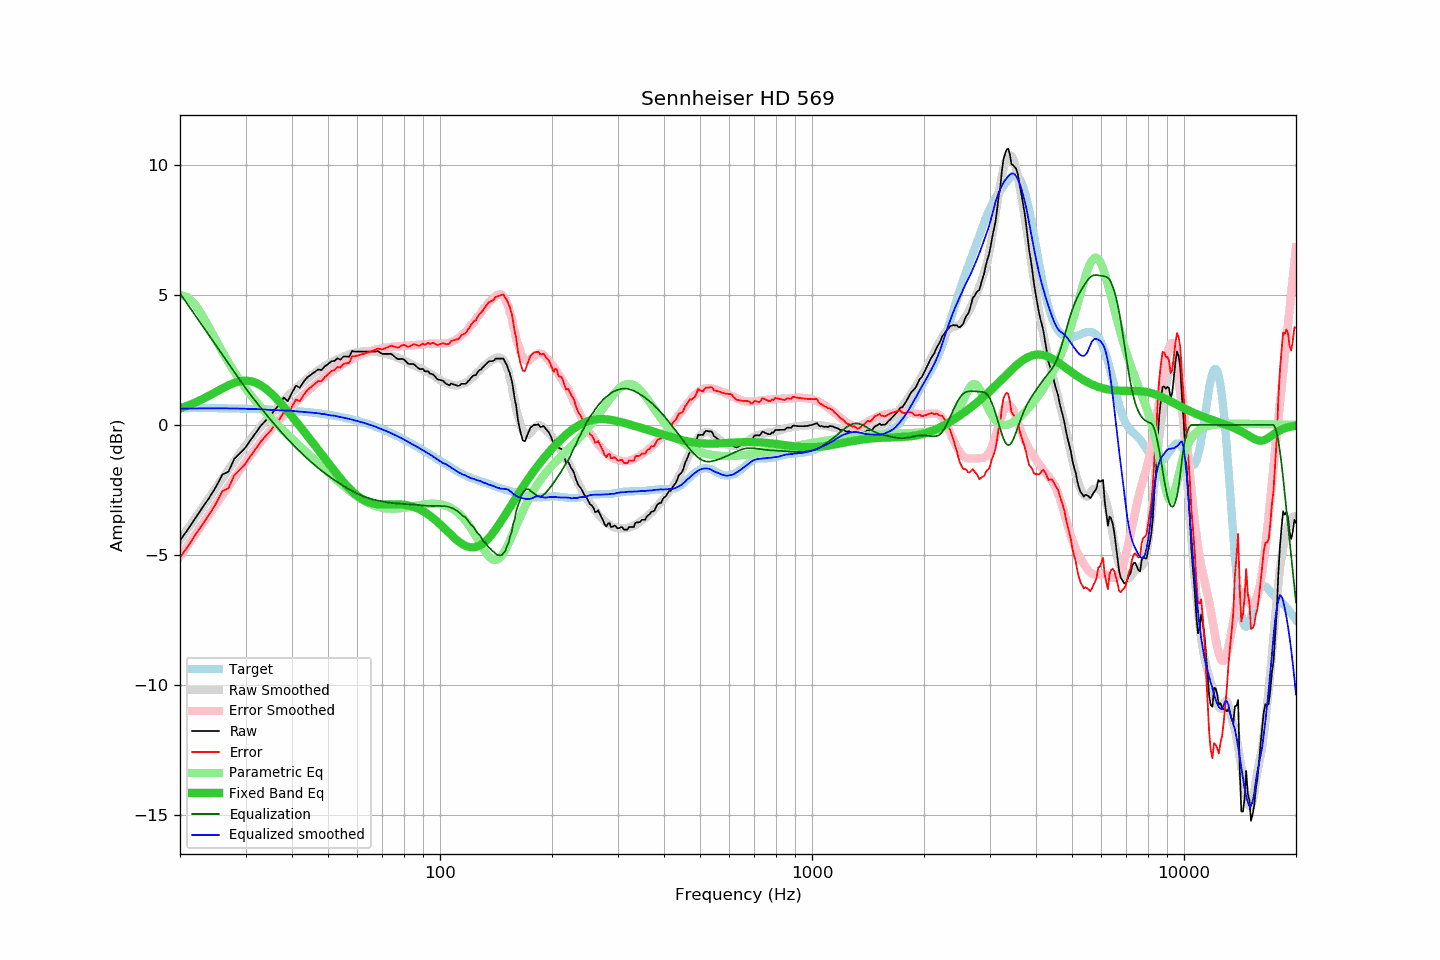 Sennheiser HD 569
Amplitude (dBr)
10
5
0
−5
−10
−15
Target
Raw Smoothed
Error Smoothed
Raw
Error
Parametric Eq
Fixed Band Eq
Equalization
Equalized smoothed
100
1000
10000
Frequency (Hz)